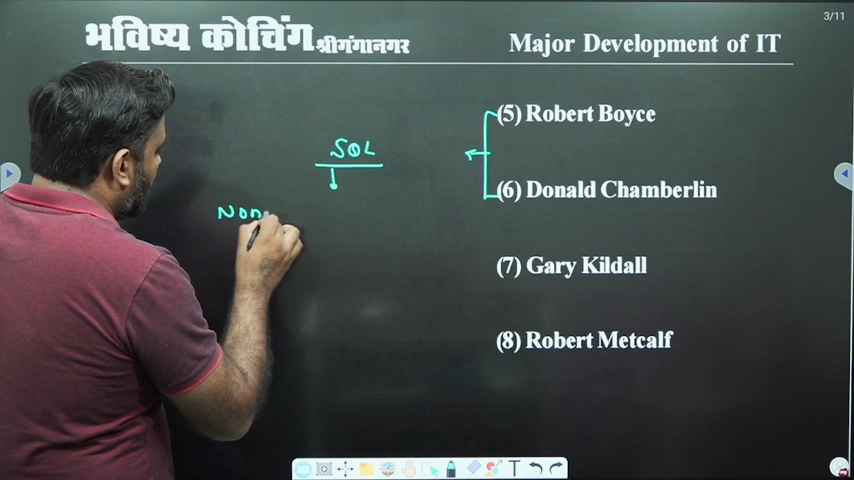 3/11
भविष्य कोचिंग श्रीगंगानगर
Major Development of IT
(5) Robert Boyce
SQL
(6) Donald Chamberlin
(7) Gary Kildall
(8) Robert Metcalf